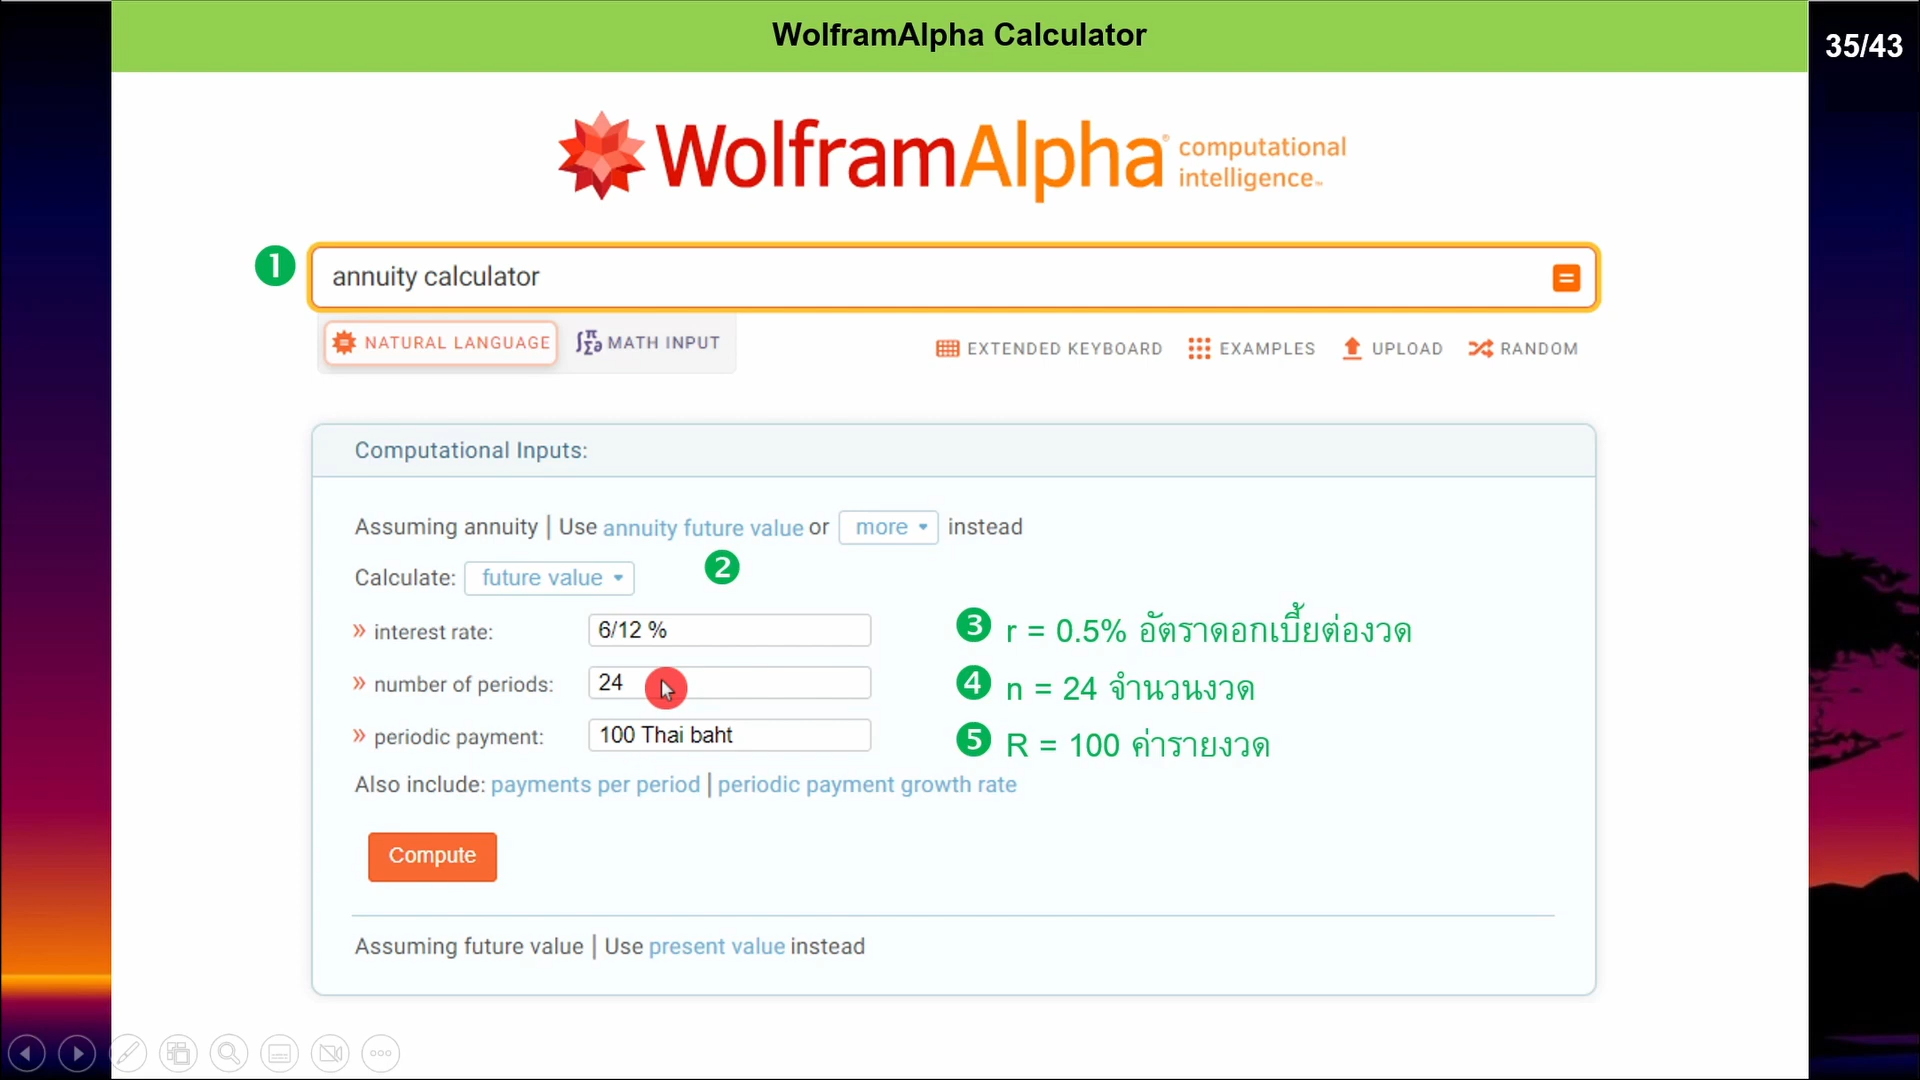 WolframAlpha Calculator
35/43
WolframAlpha computational intelligence
1 annuity calculator
NATURAL LANGUAGE MATH INPUT EXTENDED KEYBOARD EXAMPLES UPLOAD RANDOM
Computational Inputs:
Assuming annuity | Use annuity future value or more instead
2
Calculate: future value
» interest rate: 6/12 % 3 r = 0.5% อัตราดอกเบี้ยต่องวด
» number of periods: 24 4 n = 24 จำนวนงวด
» periodic payment: 100 Thai baht 5 R = 100 ค่ารายงวด
Also include: payments per period | periodic payment growth rate
Compute
Assuming future value | Use present value instead